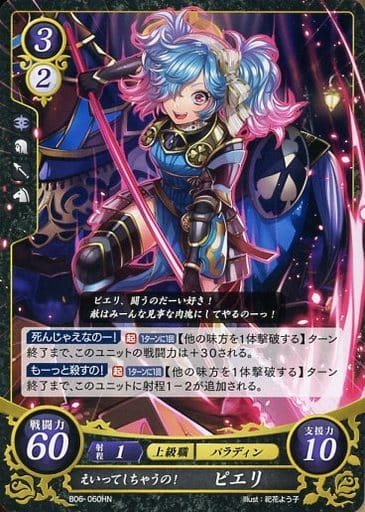 3
2
ピエリ、闘うのだーい好き！
敵はみーんな見事な肉塊にしてやるのーっ！
死んじゃえなのー！ 起 1ターンに1回 【他の味方を1体撃破する】ターン
終了まで、このユニットの戦闘力は＋30される。
もーっと殺すの！ 起 1ターンに1回 【他の味方を1体撃破する】ターン
終了まで、このユニットに射程1－2が追加される。
戦闘力
60
射程 1
上級職
パラディン
支援力
10
えいってしちゃうの！ ピエリ
B06-060HN
Illust：祀花よう子